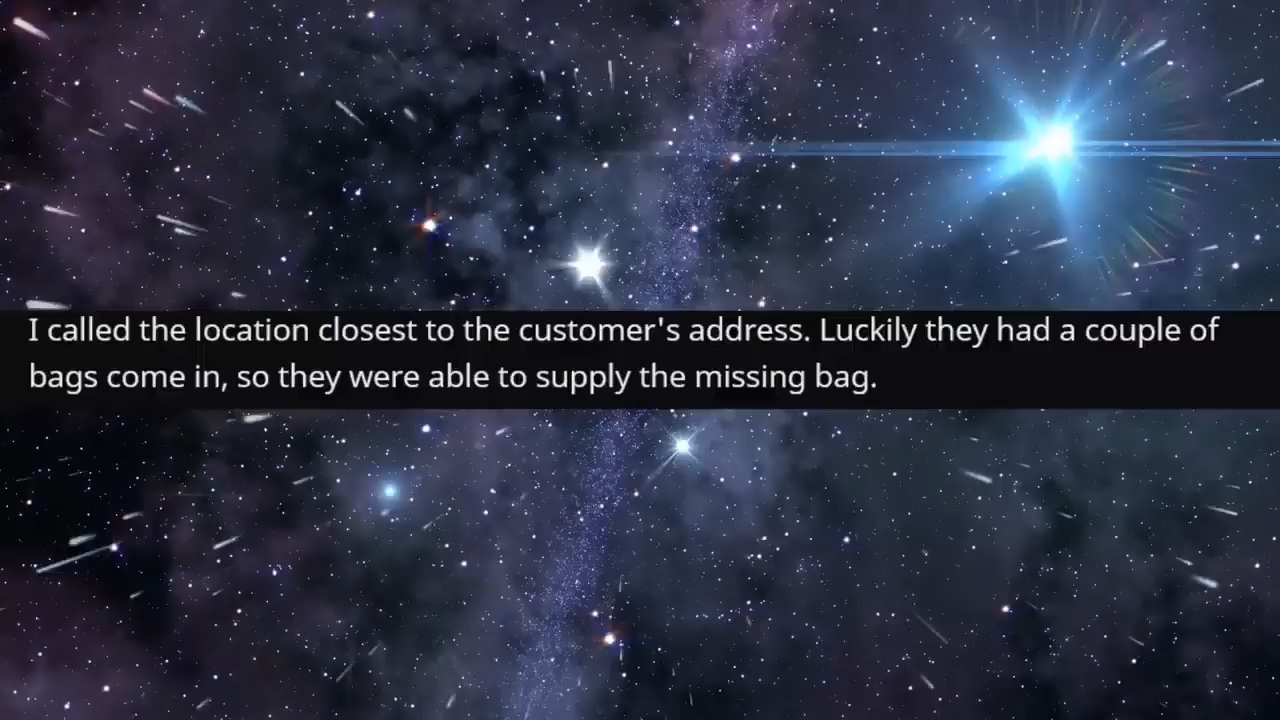 I called the location closest to the customer's address. Luckily they had a couple of
bags come in, so they were able to supply the missing bag.